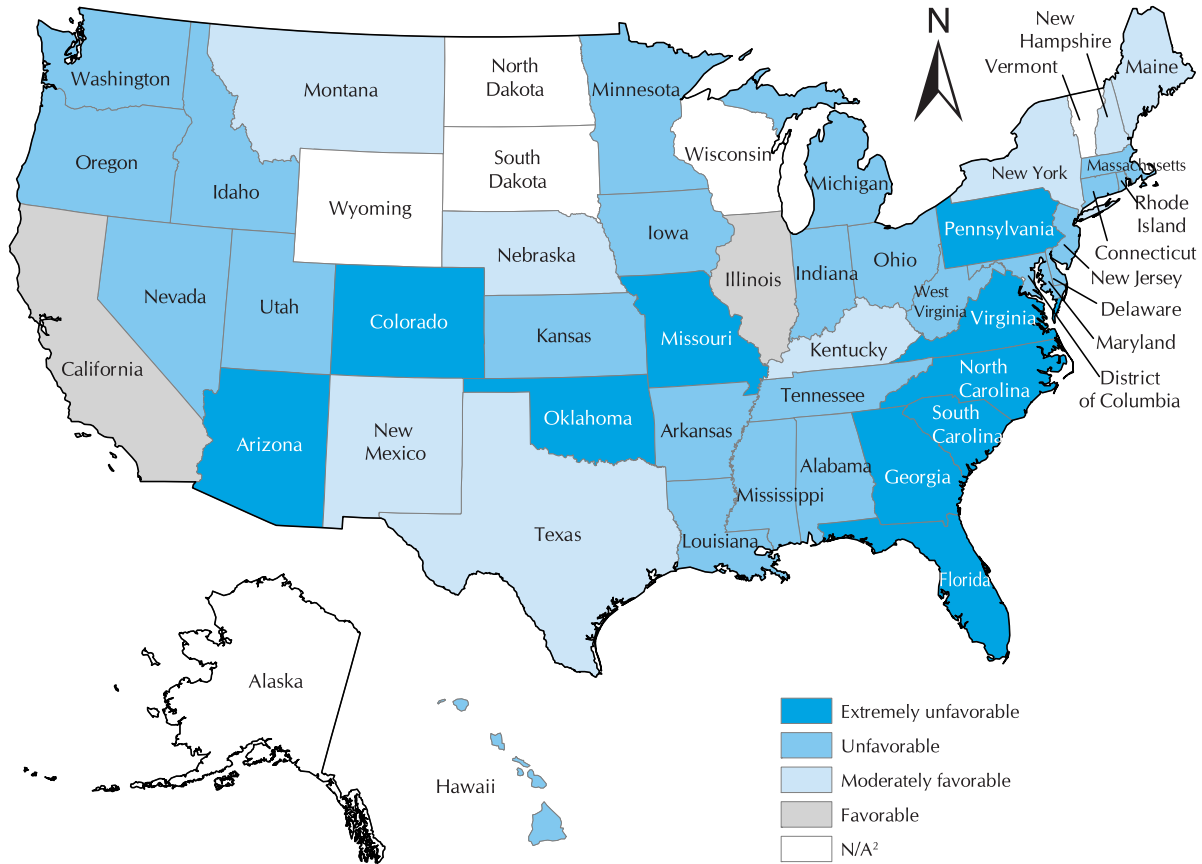 N
New
Hampshire
Vermont
Maine
Washington
Montana
North
Dakota
Minnesota
Oregon
Idaho
South
Dakota
Wisconsin
Michigan
New York
Massachusetts
Rhode
Island
Connecticut
New Jersey
Delaware
Maryland
District
of Columbia
Wyoming
Nebraska
Iowa
Illinois
Indiana
Ohio
Pennsylvania
West
Virginia
Virginia
Nevada
Utah
Colorado
Kansas
Missouri
Kentucky
California
Arizona
New
Mexico
Oklahoma
Arkansas
Tennessee
North
Carolina
South
Carolina
Texas
Louisiana
Mississippi
Alabama
Georgia
Florida
Alaska
Hawaii
Extremely unfavorable
Unfavorable
Moderately favorable
Favorable
N/A²